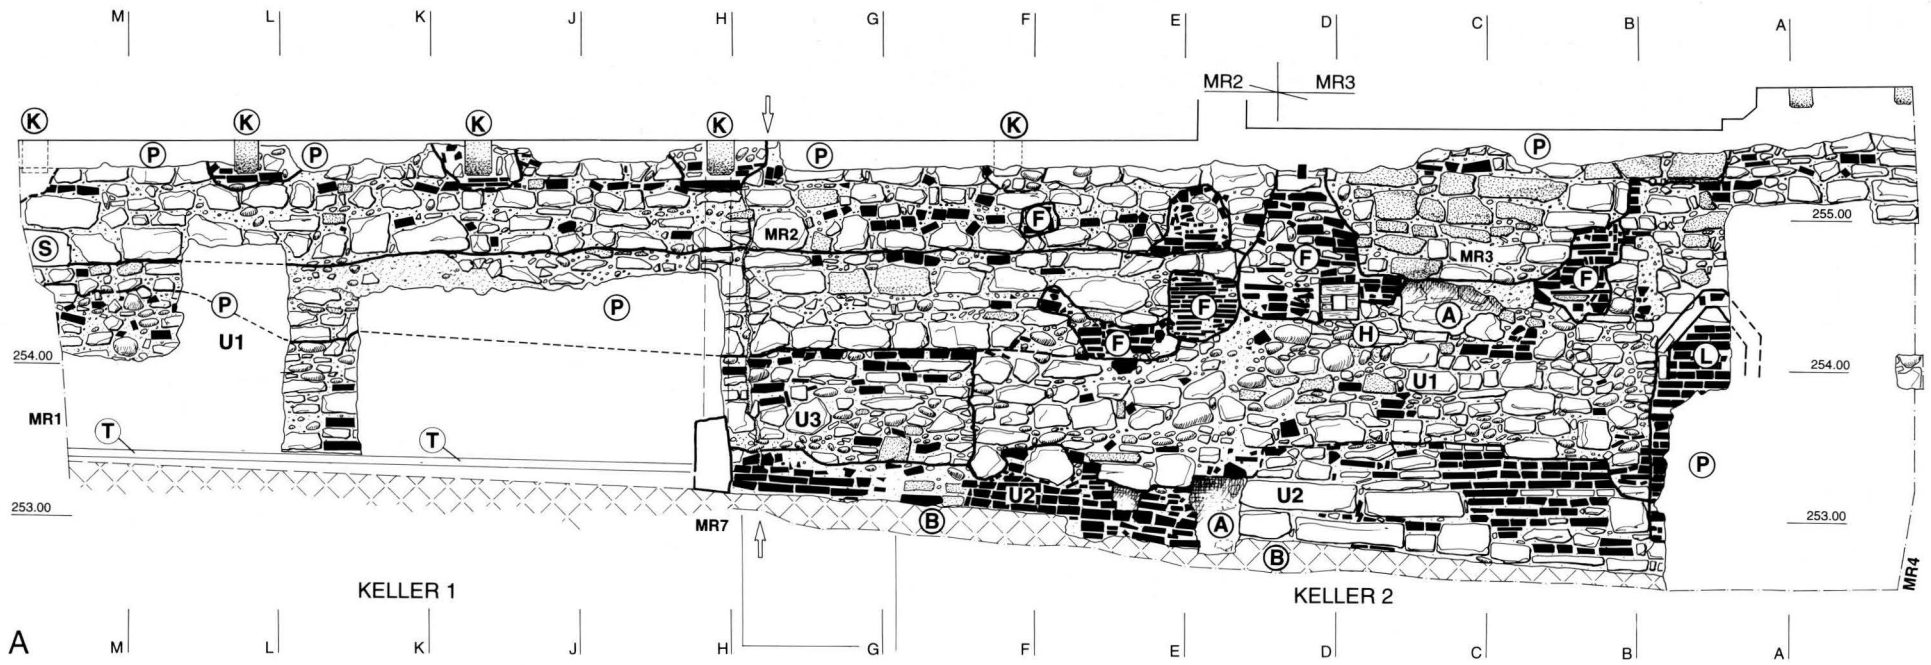 M L K J H G F E D C B A
MR2 MR3
K K K K K
P P P P
S MR2 F F MR3 F 255.00
P P F A
U1 F H L
254.00 U1 254.00
MR1 T T U3 P
U2 U2
253.00 MR7 B A B 253.00
MR4
KELLER 1 KELLER 2
A M L K J H G F E D C B A